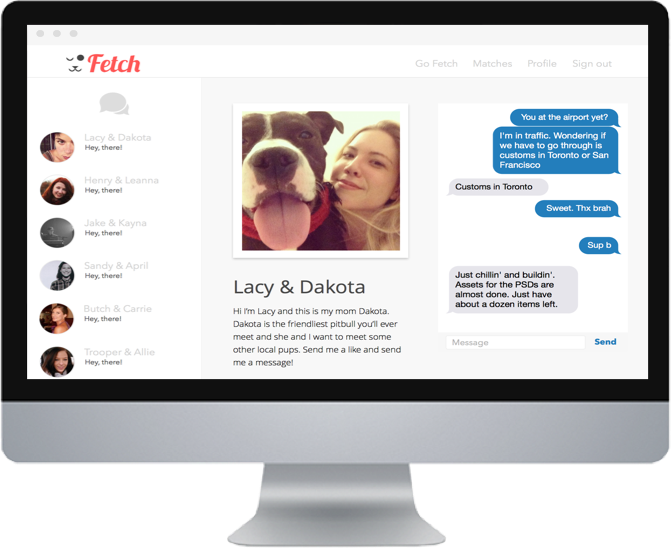 Fetch
Go Fetch Matches Profile Sign out
Lacy & Dakota
Hey, there!
Henry & Leanna
Hey, there!
Jake & Kayna
Hey, there!
Sandy & April
Hey, there!
Butch & Carrie
Hey, there!
Trooper & Allie
Hey, there!
Lacy & Dakota
Hi I'm Lacy and this is my mom Dakota.
Dakota is the friendliest pitbull you'll ever
meet and she and I want to meet some
other local pups. Send me a like and send
me a message!
You at the airport yet?
I'm in traffic. Wondering if
we have to go through is
customs in Toronto or San
Francisco
Customs in Toronto
Sweet. Thx brah
Sup b
Just chillin' and buildin'.
Assets for the PSDs are
almost done. Just have
about a dozen items left.
Message Send